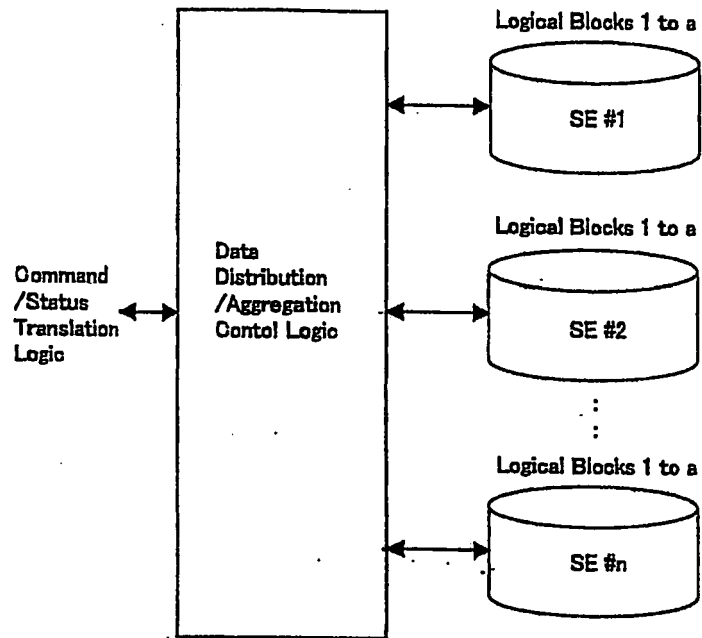 Logical Blocks 1 to a
SE #1
Logical Blocks 1 to a
SE #2
Logical Blocks 1 to a
SE #n
Command
/Status
Translation
Logic
Data
Distribution
/Aggregation
Contol Logic